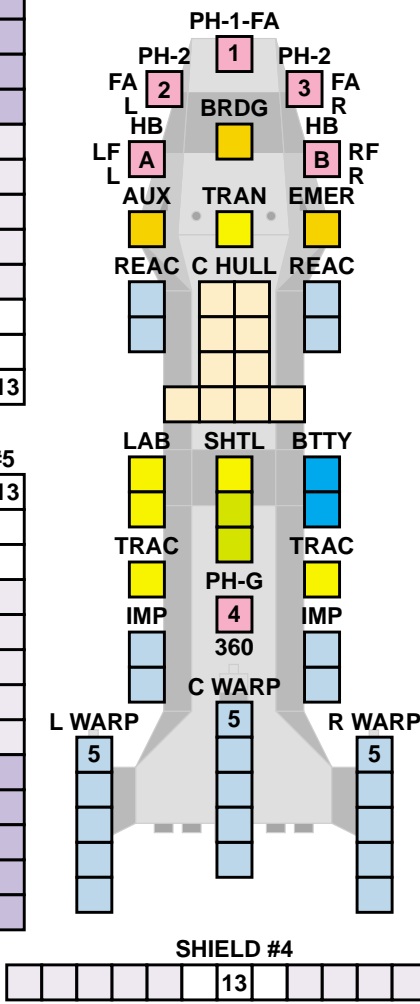 PH-1-FA
1
PH-2 PH-2
FA 2 3 FA
L R
BRDG
HB HB
LF A B RF
L R
AUX TRAN EMER
REAC C HULL REAC
13
LAB SHTL BTTY
#5
13
TRAC TRAC
PH-G
IMP 4 IMP
360
C WARP
L WARP 5 R WARP
5 5
SHIELD #4
13